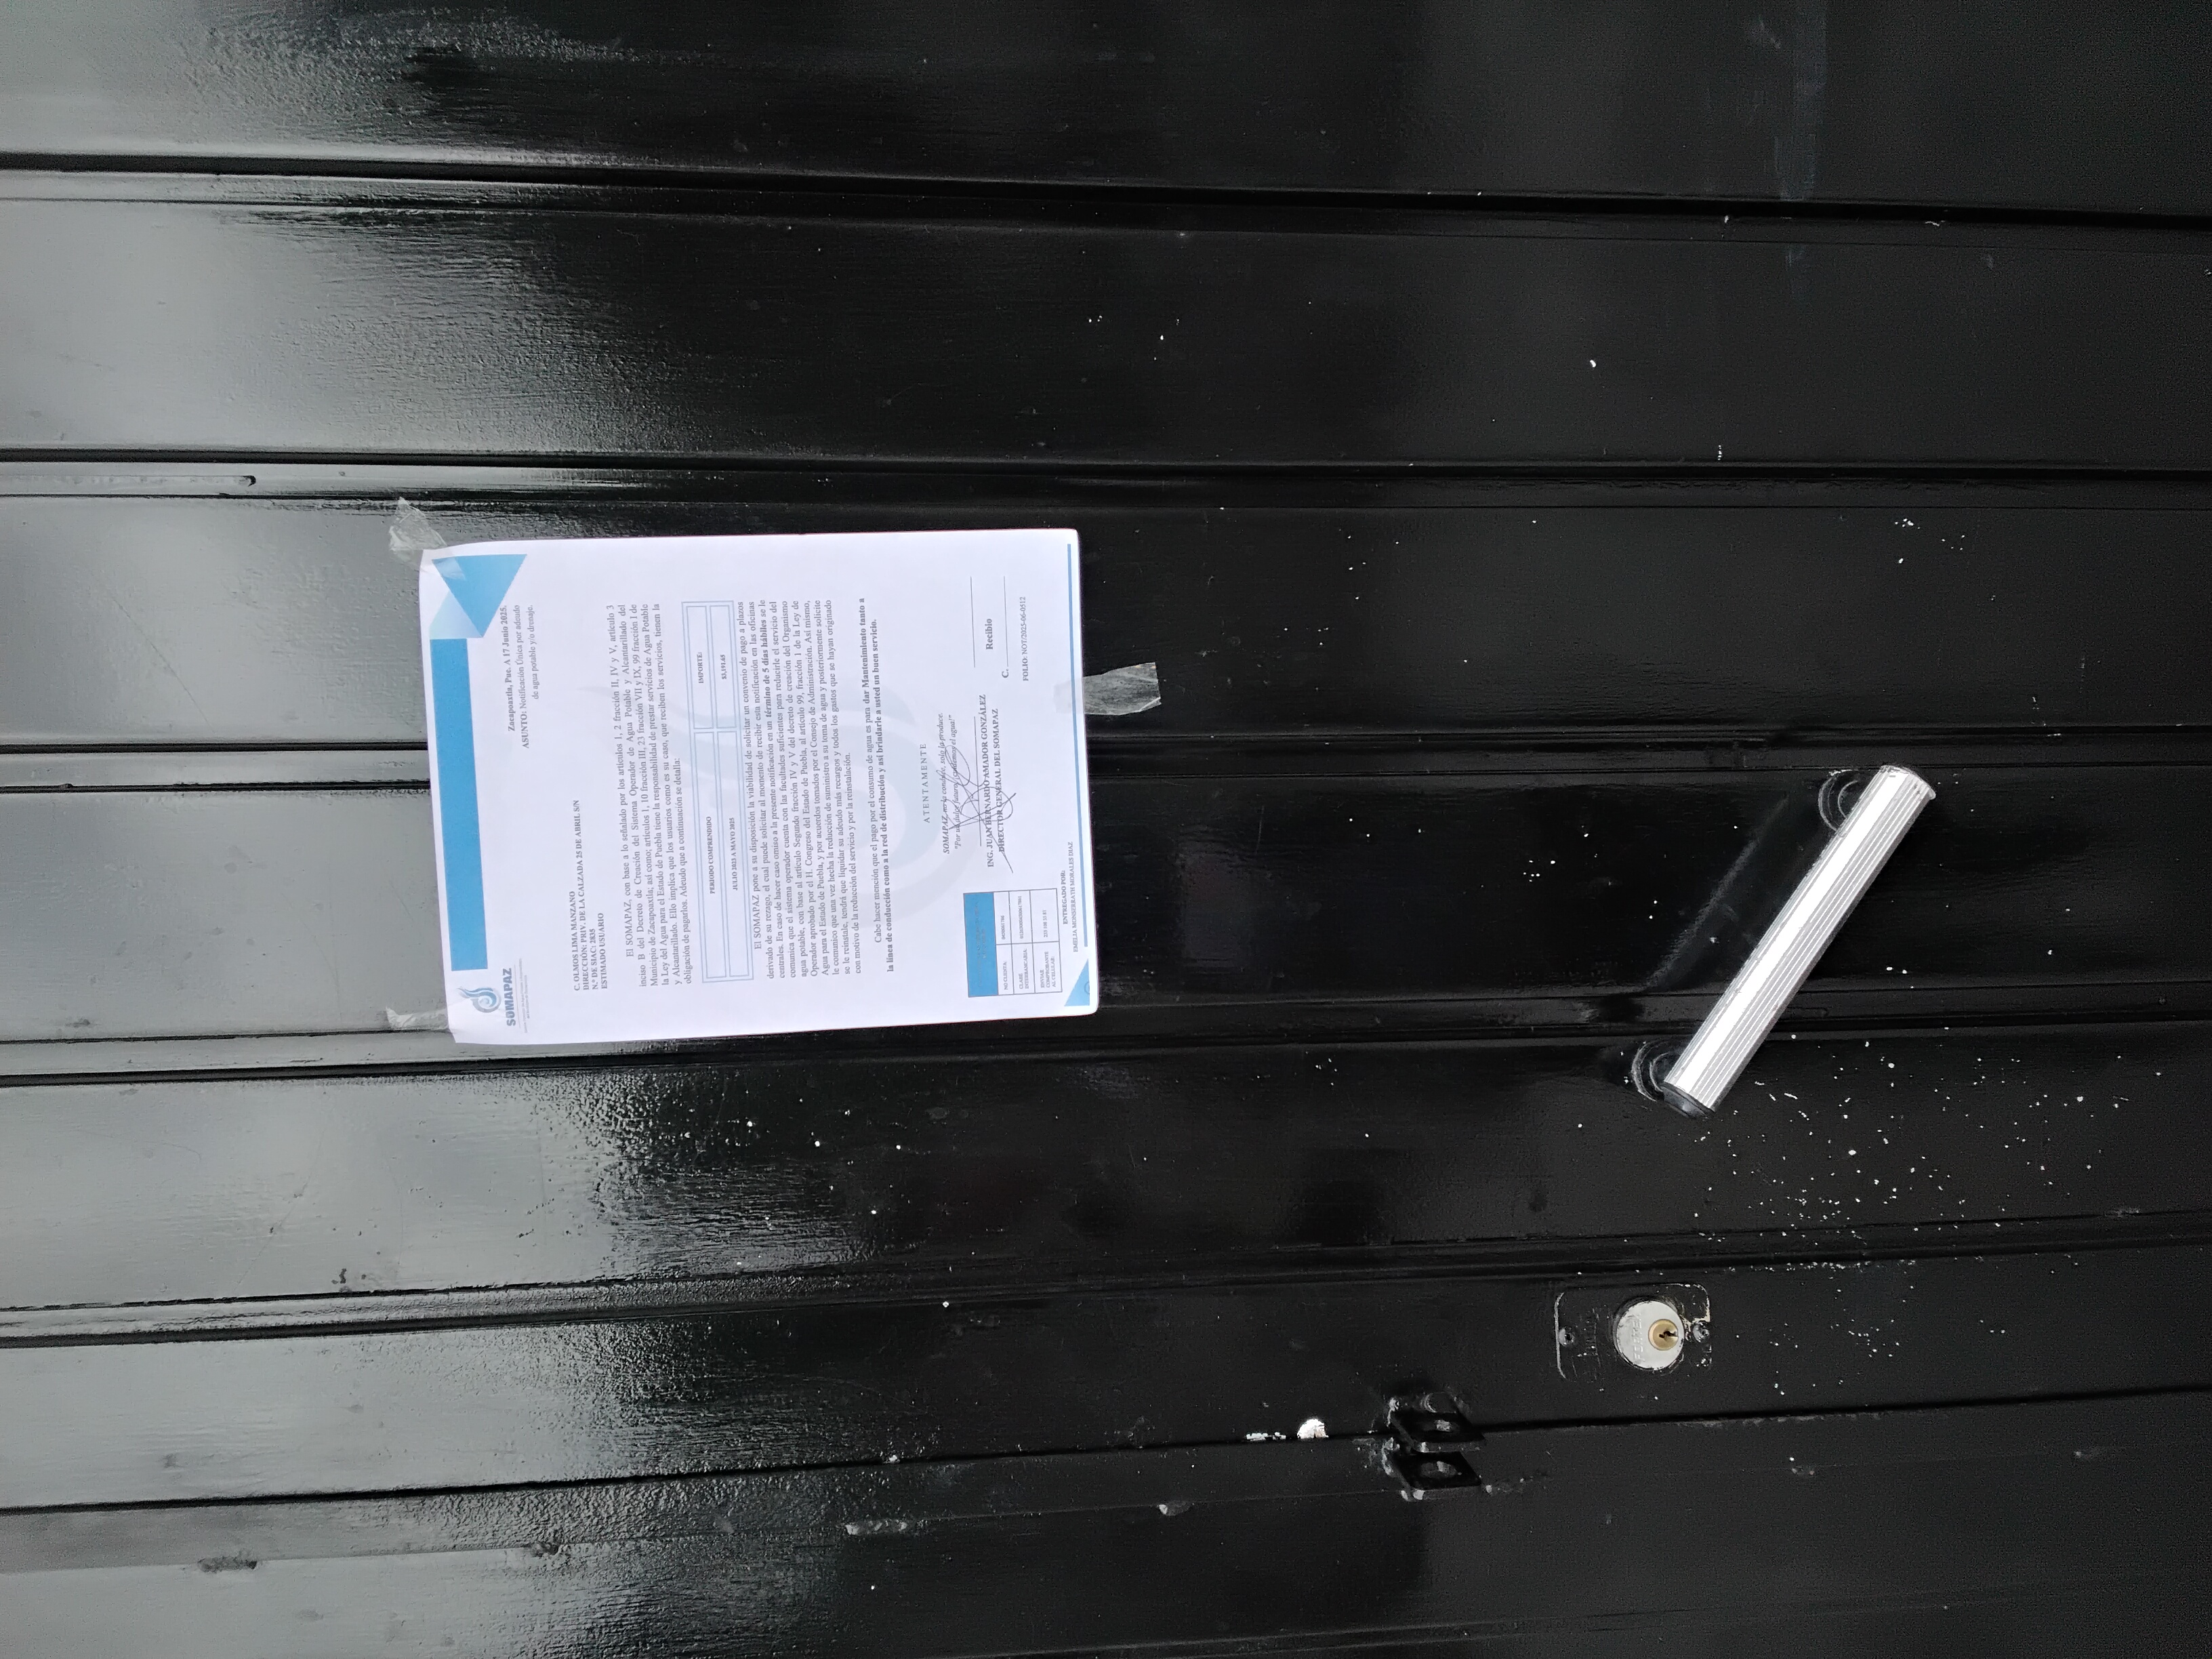 SOMAPAZ
Zacapoaxtla, Pue. A 17 Junio 2025.
ASUNTO: Notificación Única por adeudo
de agua potable y/o drenaje.
C. OLMOS LIMA MANZANO
DIRECCIÓN: PRIV. DE LA CALZADA 25 DE ABRIL S/N
N.° DE SIAC: 2835
ESTIMADO USUARIO
El SOMAPAZ, con base a lo señalado por los artículos 1, 2 fracción II, IV y V, artículo 3
inciso B del Decreto de Creación del Sistema Operador de Agua Potable y Alcantarillado del
Municipio de Zacapoaxtla; así como; artículos 1, 10 fracción III, 23 fracción VII y IX, 99 fracción I de
la Ley del Agua para el Estado de Puebla tiene la responsabilidad de prestar servicios de Agua Potable
y Alcantarillado. Ello implica que los usuarios como es su caso, que reciben los servicios, tienen la
obligación de pagarlos. Adeudo que a continuación se detalla:
PERIODO COMPRENDIDO
IMPORTE:
JULIO 2023 A MAYO 2025
$3,191.65
El SOMAPAZ pone a su disposición la viabilidad de solicitar un convenio de pago a plazos
derivado de su rezago, el cual puede solicitar al momento de recibir esta notificación en las oficinas
centrales. En caso de hacer caso omiso a la presente notificación en un término de 5 días hábiles se le
comunica que el sistema operador cuenta con las facultades suficientes para reducirle el servicio del
agua potable, con base al artículo Segundo fracción IV y V del decreto de creación del Organismo
Operador aprobado por el H. Congreso del Estado de Puebla, al artículo 99, fracción 1 de la Ley de
Agua para el Estado de Puebla, y por acuerdos tomados por el Consejo de Administración. Así mismo,
le comunico que una vez hecha la reducción de suministro a su toma de agua y posteriormente solicite
se le reinstale, tendrá que liquidar su adeudo más recargos y todos los gastos que se hayan originado
con motivo de la reducción del servicio y por la reinstalación.
Cabe hacer mención que el pago por el consumo de agua es para dar Mantenimiento tanto a
la línea de conducción como a la red de distribución y así brindarle a usted un buen servicio.
ATENTAMENTE
SOMAPAZ no la conduce, solo la produce.
"Por un dulce futuro, ¡cuidemos el agua!"
ING. JUAN BERNARDO AMADOR GONZÁLEZ
DIRECTOR GENERAL DEL SOMAPAZ
Recibio
C.
FOLIO: NOT/2025-06-0512
NO CUENTA:
CLABE
INTERBANCARIA:
ENVIAR
COMPROBANTE
AL CELULAR:
ENTREGADO POR:
EMELIA MONSERRATH MORALES DIAZ